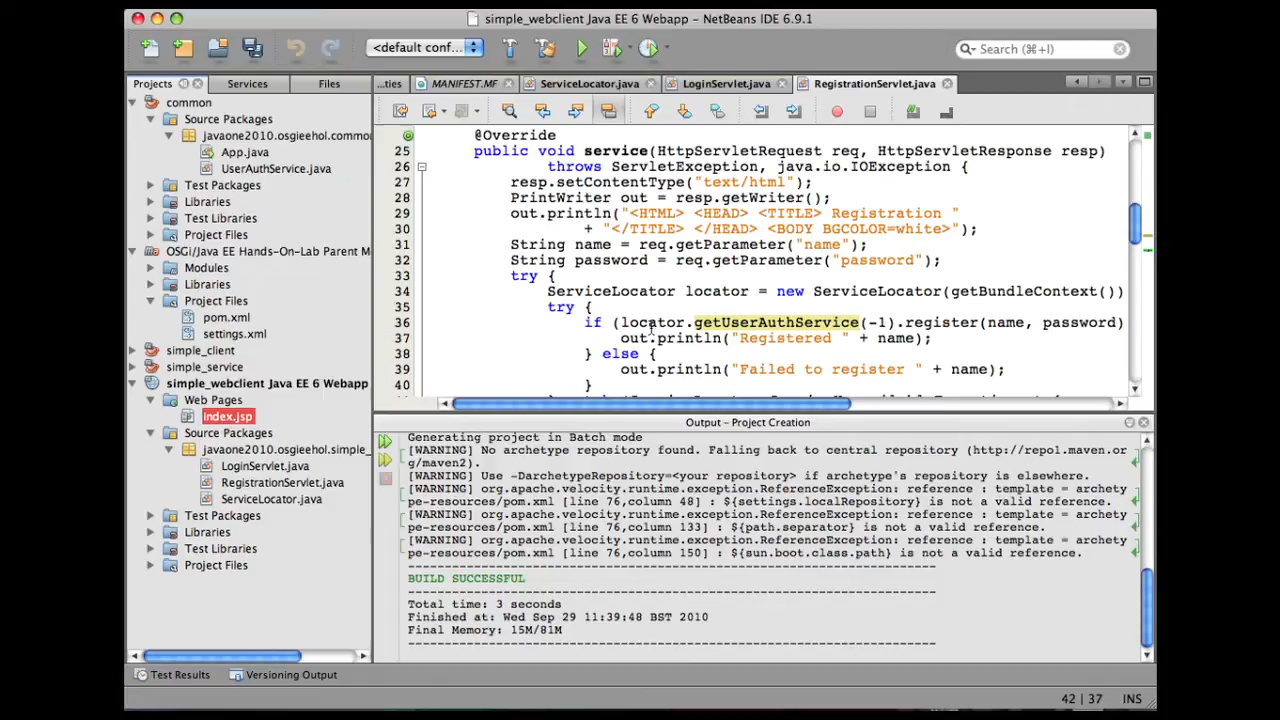 simple_webclient Java EE 6 Webapp - NetBeans IDE 6.9.1
<default conf...
Search (⌘+I)
Projects
Services
Files
...ties
MANIFEST.MF
ServiceLocator.java
LoginServlet.java
RegistrationServlet.java
common
Source Packages
javaone2010.osgieehol.common
App.java
UserAuthService.java
Test Packages
Libraries
Test Libraries
Project Files
OSGi/Java EE Hands-On-Lab Parent M
Modules
Libraries
Project Files
pom.xml
settings.xml
simple_client
simple_service
simple_webclient Java EE 6 Webapp
Web Pages
index.jsp
Source Packages
javaone2010.osgieehol.simple_
LoginServlet.java
RegistrationServlet.java
ServiceLocator.java
Test Packages
Libraries
Test Libraries
Project Files
@Override
25 public void service(HttpServletRequest req, HttpServletResponse resp)
26 throws ServletException, java.io.IOException {
27 resp.setContentType("text/html");
28 PrintWriter out = resp.getWriter();
29 out.println("<HTML> <HEAD> <TITLE> Registration "
30 + "</TITLE> </HEAD> <BODY BGCOLOR=white>");
31 String name = req.getParameter("name");
32 String password = req.getParameter("password");
33 try {
34 ServiceLocator locator = new ServiceLocator(getBundleContext())
35 try {
36 if (locator.getUserAuthService(-1).register(name, password)
37 out.println("Registered " + name);
38 } else {
39 out.println("Failed to register " + name);
40 }
Output - Project Creation
Generating project in Batch mode
[WARNING] No archetype repository found. Falling back to central repository (http://repo1.maven.or
g/maven2).
[WARNING] Use -DarchetypeRepository=<your repository> if archetype's repository is elsewhere.
[WARNING] org.apache.velocity.runtime.exception.ReferenceException: reference : template = archety
pe-resources/pom.xml [line 76,column 48] : ${settings.localRepository} is not a valid reference.
[WARNING] org.apache.velocity.runtime.exception.ReferenceException: reference : template = archety
pe-resources/pom.xml [line 76,column 133] : ${path.separator} is not a valid reference.
[WARNING] org.apache.velocity.runtime.exception.ReferenceException: reference : template = archety
pe-resources/pom.xml [line 76,column 150] : ${sun.boot.class.path} is not a valid reference.
------------------------------------------------------------------------
BUILD SUCCESSFUL
------------------------------------------------------------------------
Total time: 3 seconds
Finished at: Wed Sep 29 11:39:48 BST 2010
Final Memory: 15M/81M
------------------------------------------------------------------------
Test Results
Versioning Output
42 | 37
INS